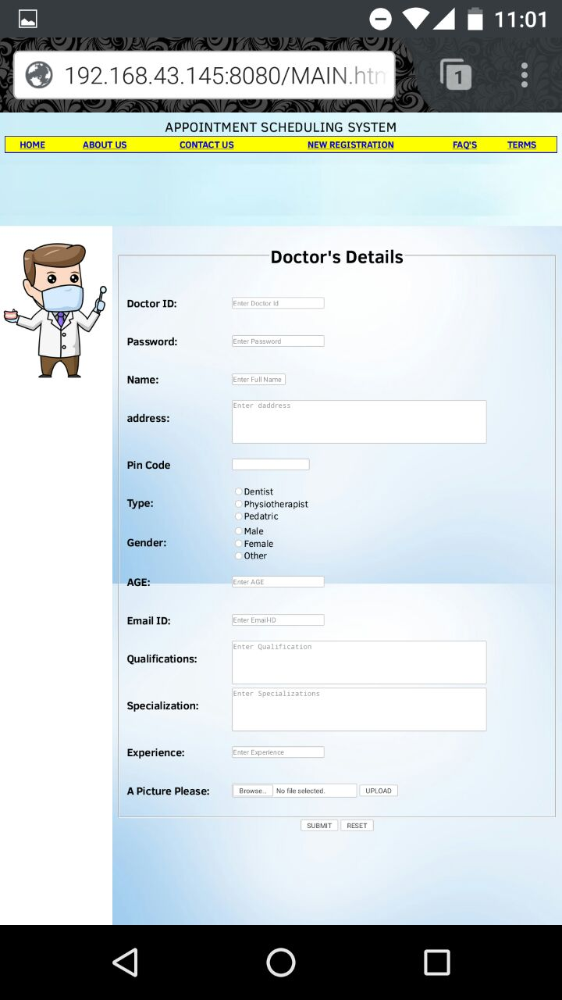 11:01
192.168.43.145:8080/MAIN.htm
1
APPOINTMENT SCHEDULING SYSTEM
HOME ABOUT US CONTACT US NEW REGISTRATION FAQ'S TERMS
Doctor's Details
Doctor ID: Enter Doctor Id
Password: Enter Password
Name: Enter Full Name
address: Enter daddress
Pin Code
Type: Dentist
Physiotherapist
Pedatric
Gender: Male
Female
Other
AGE: Enter AGE
Email ID: Enter Email-ID
Qualifications: Enter Qualification
Specialization: Enter Specializations
Experience: Enter Experience
A Picture Please: Browse.. No file selected. UPLOAD
SUBMIT RESET